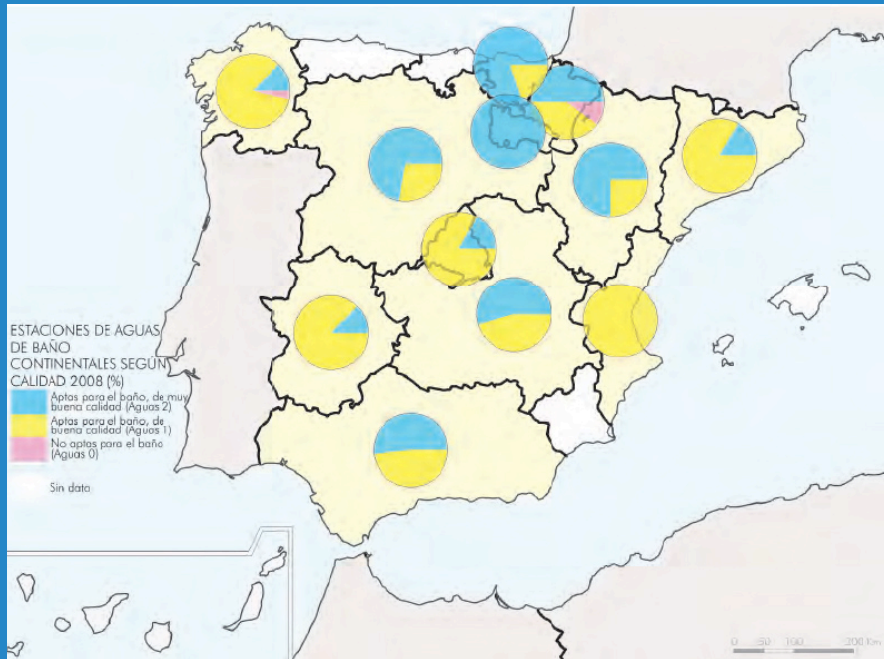 ESTACIONES DE AGUAS
DE BAÑO
CONTINENTALES SEGÚN
CALIDAD 2008 (%)
Aptas para el baño, de muy
buena calidad (Aguas 2)
Aptas para el baño, de
buena calidad (Aguas 1)
No aptas para el baño
(Aguas 0)
Sin dato
0 50 100 200 Km